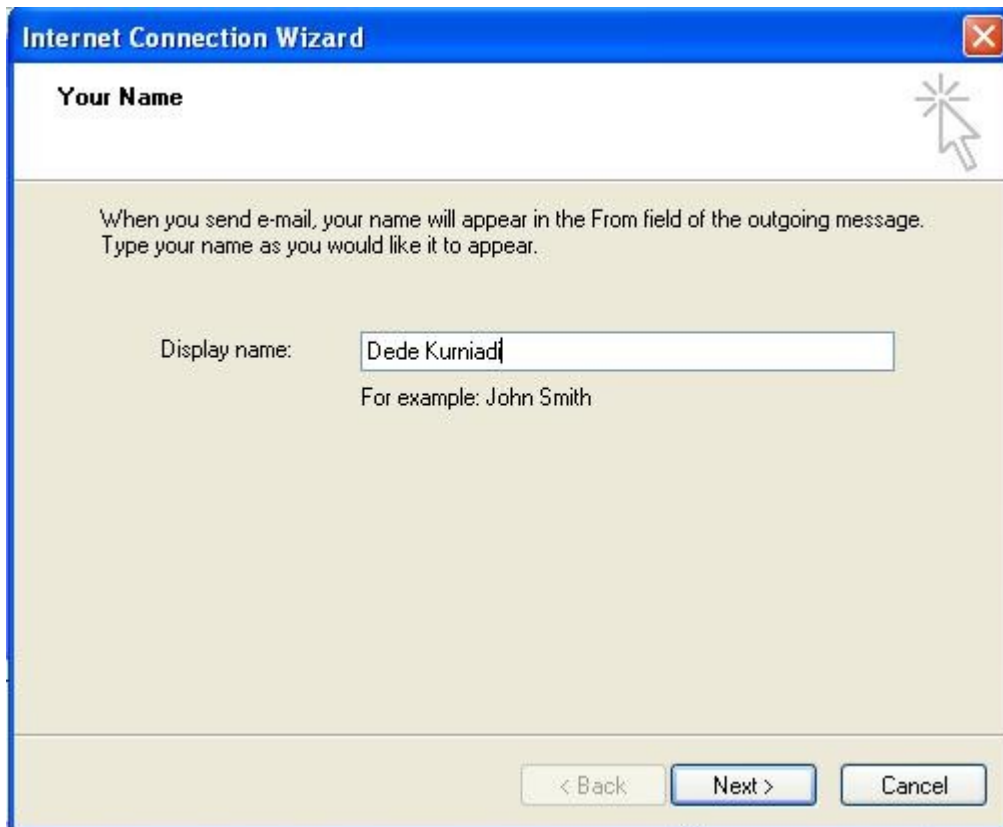 Internet Connection Wizard
Your Name
When you send e-mail, your name will appear in the From field of the outgoing message.
Type your name as you would like it to appear.
Display name: Dede Kurniadi
For example: John Smith
< Back Next > Cancel